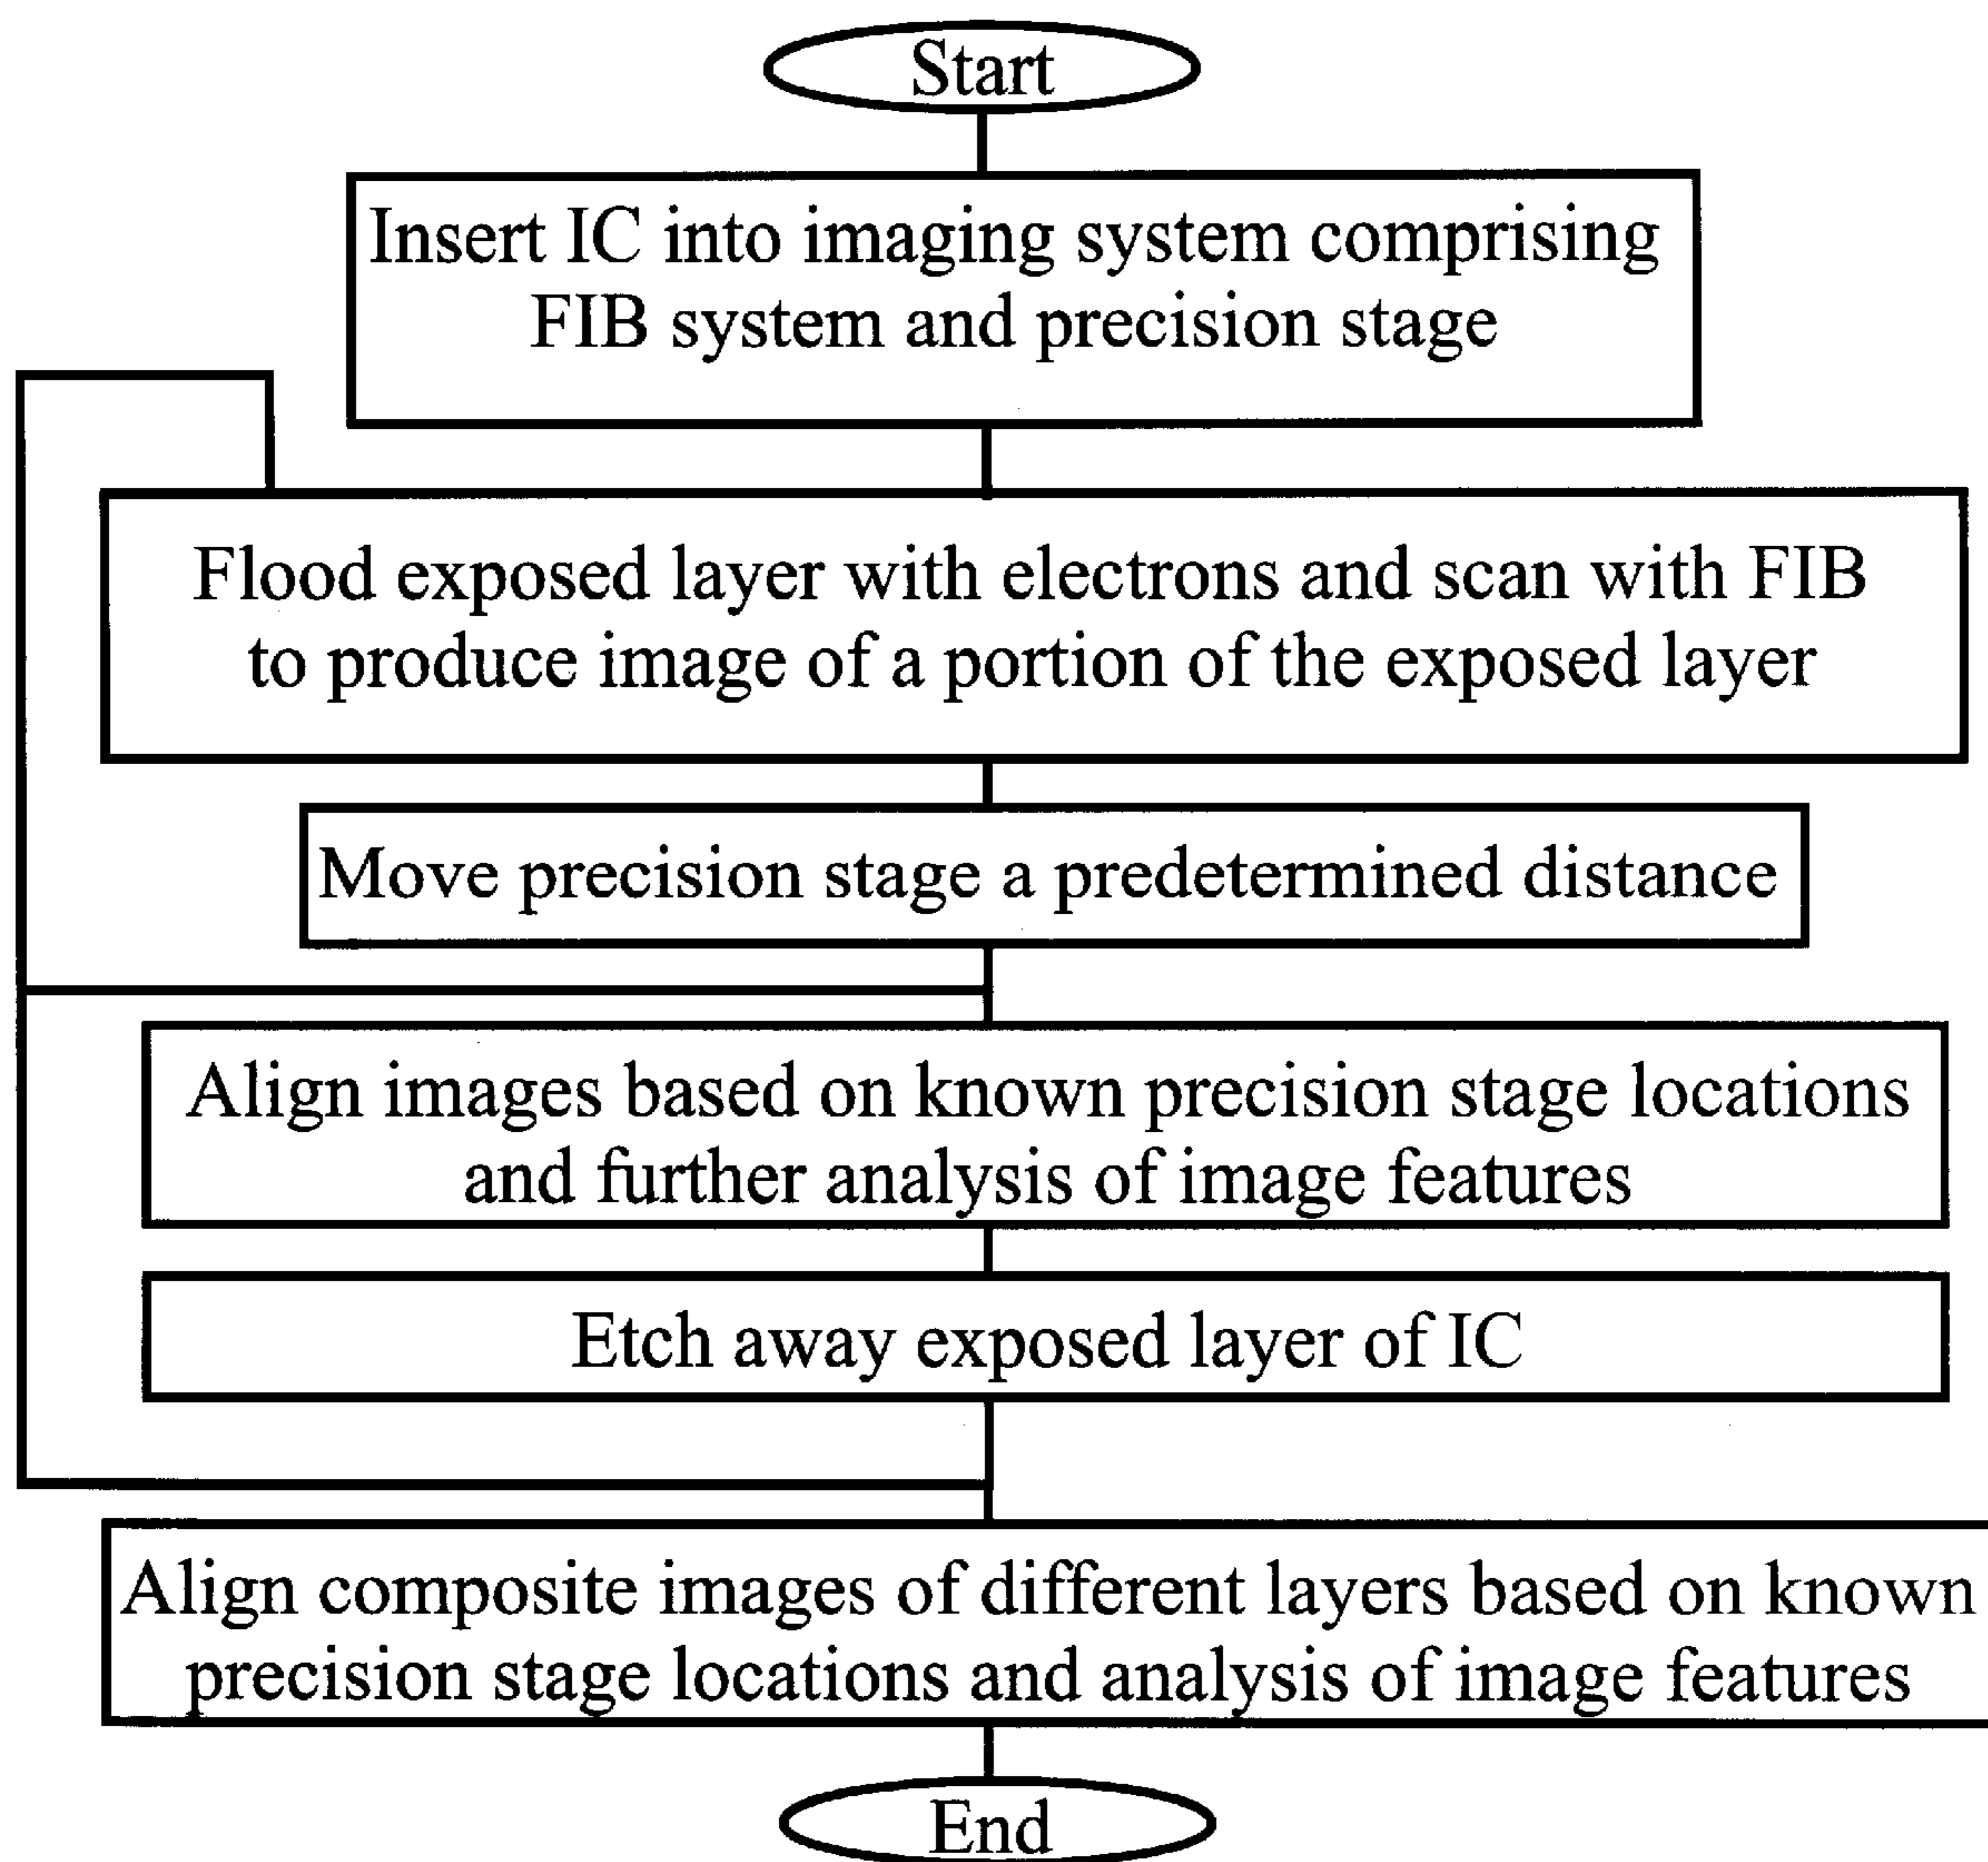 Start
Insert IC into imaging system comprising
FIB system and precision stage
Flood exposed layer with electrons and scan with FIB
to produce image of a portion of the exposed layer
Move precision stage a predetermined distance
Align images based on known precision stage locations
and further analysis of image features
Etch away exposed layer of IC
Align composite images of different layers based on known
precision stage locations and analysis of image features
End